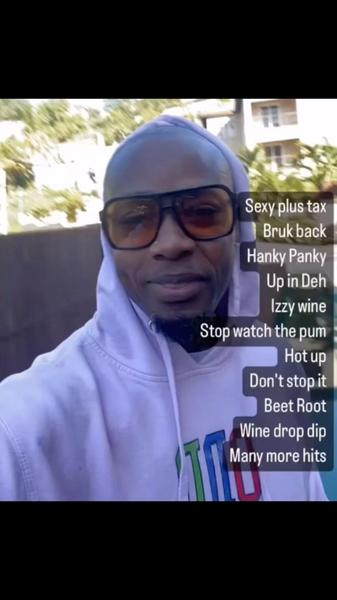 Sexy plus tax
Bruk back
Hanky Panky
Up in Deh
Izzy wine
Stop watch the pum
Hot up
Don't stop it
Beet Root
Wine drop dip
Many more hits